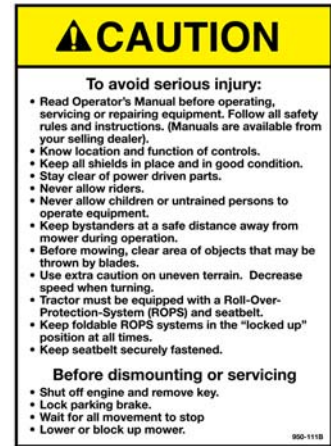 CAUTION
To avoid serious injury:
• Read Operator's Manual before operating,
servicing or repairing equipment. Follow all safety
rules and instructions. (Manuals are available from
your selling dealer).
• Know location and function of controls.
• Keep all shields in place and in good condition.
• Stay clear of power driven parts.
• Never allow riders.
• Never allow children or untrained persons to
operate equipment.
• Keep bystanders at a safe distance away from
mower during operation.
• Before mowing, clear area of objects that may be
thrown by blades.
• Use extra caution on uneven terrain. Decrease
speed when turning.
• Tractor must be equipped with a Roll-Over-
Protection-System (ROPS) and seatbelt.
• Keep foldable ROPS systems in the "locked up"
position at all times.
• Keep seatbelt securely fastened.
Before dismounting or servicing
• Shut off engine and remove key.
• Lock parking brake.
• Wait for all movement to stop
• Lower or block up mower.
950-111B